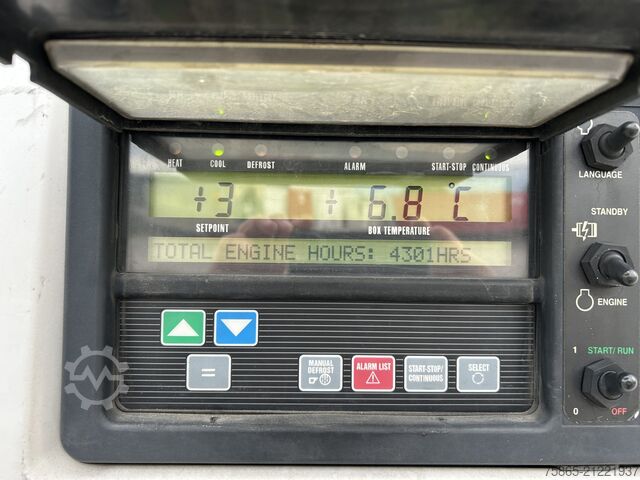 HEAT COOL DEFROST ALARM START-STOP CONTINUOUS
+3 + 6.8 °C
SETPOINT BOX TEMPERATURE
TOTAL ENGINE HOURS: 4301HRS
MANUAL DEFROST
ALARM LIST
START-STOP/ CONTINUOUS
SELECT
=
LANGUAGE
STANDBY
ENGINE
1 START/ RUN
0 OFF
75865-21221937